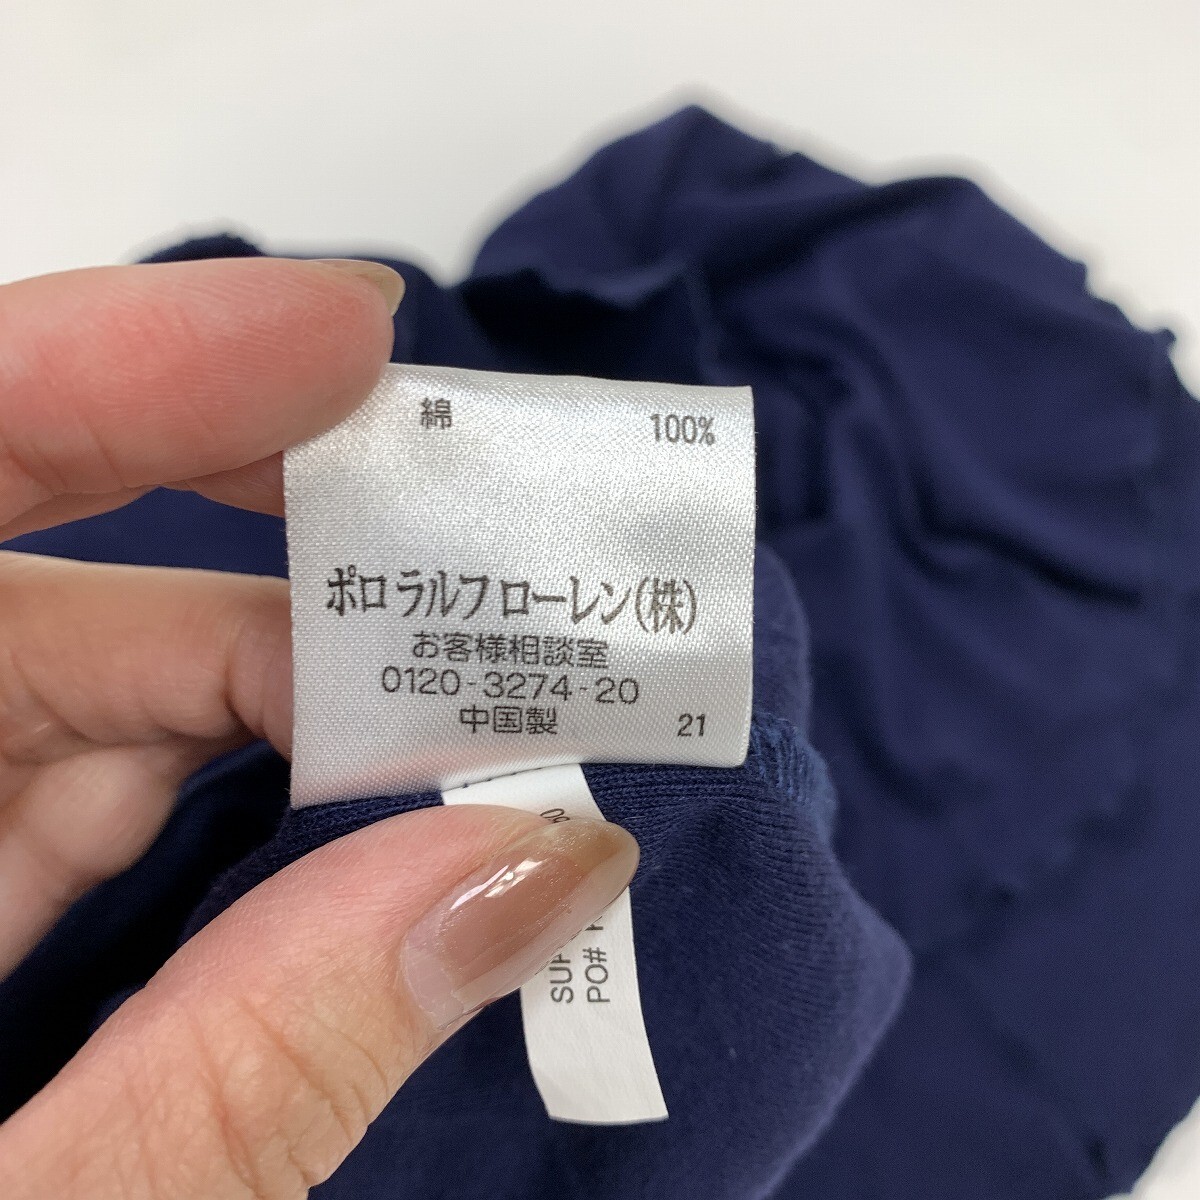 綿 100%
ポロ ラルフ ローレン(株)
お客様相談室
0120-3274-20
中国製 21
PO#